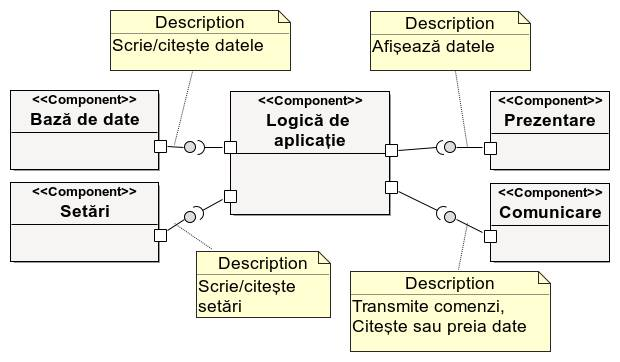 Description
Scrie/citește datele
Description
Afișează datele
<<Component>>
Bază de date
<<Component>>
Logică de
aplicație
<<Component>>
Prezentare
<<Component>>
Setări
<<Component>>
Comunicare
Description
Scrie/citește
setări
Description
Transmite comenzi,
Citește sau preia date